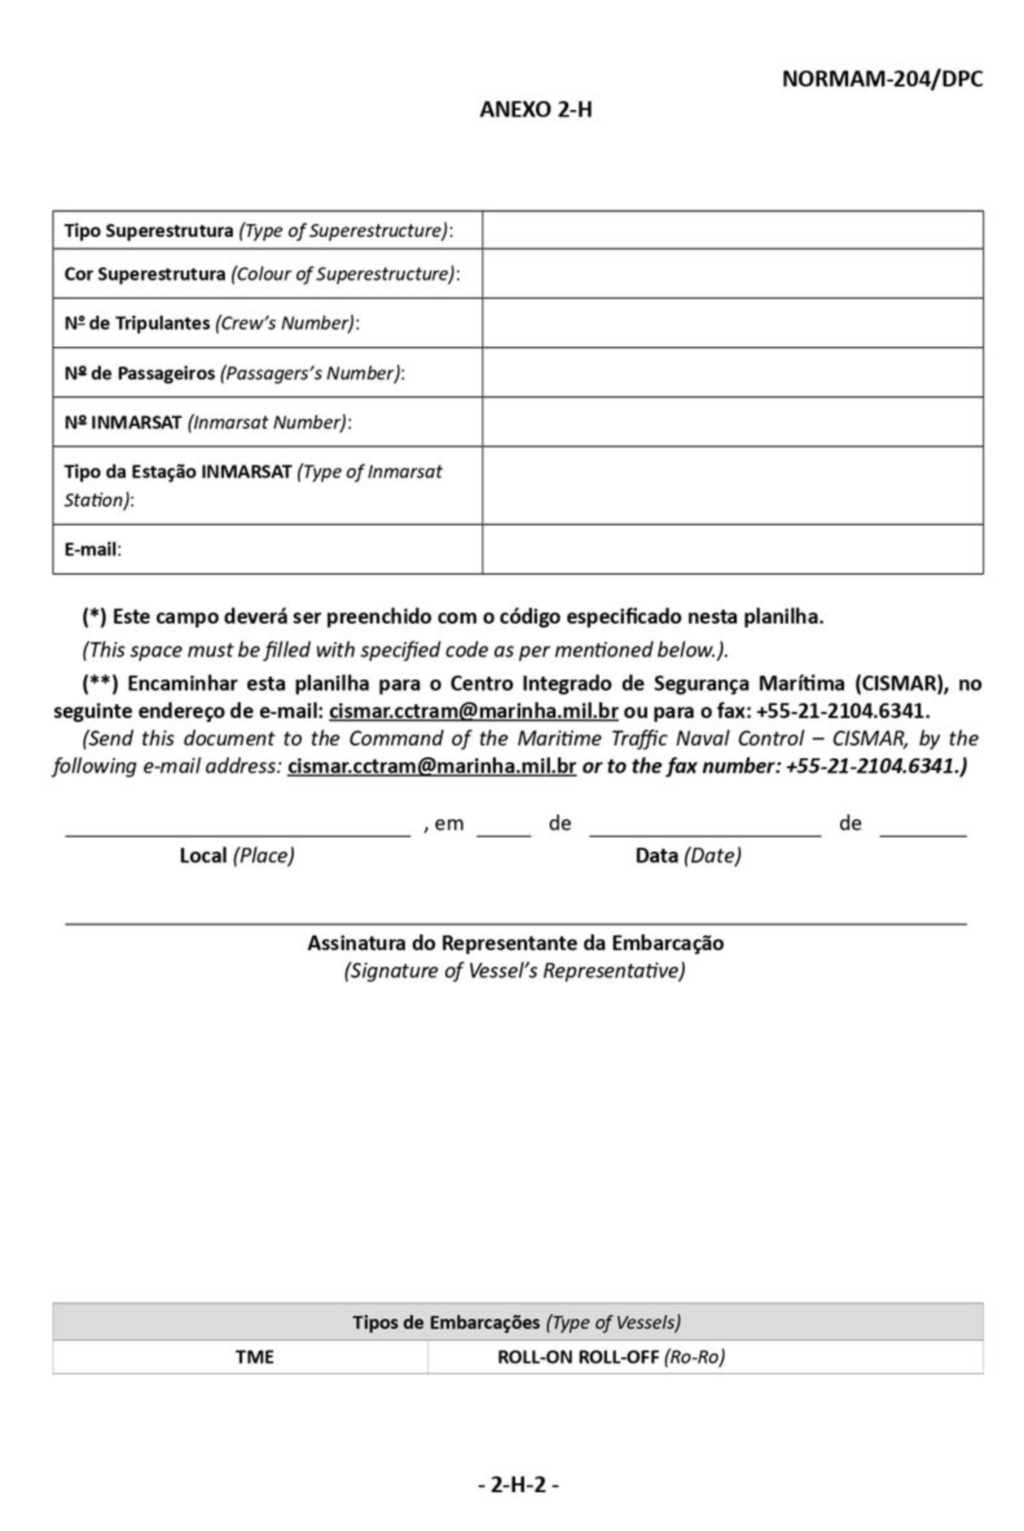 NORMAM-204/DPC
ANEXO 2-H
Tipo Superestrutura (Type of Superestructure):
Cor Superestrutura (Colour of Superestructure):
Nº de Tripulantes (Crew’s Number):
Nº de Passageiros (Passagers’s Number):
Nº INMARSAT (Inmarsat Number):
Tipo da Estação INMARSAT (Type of Inmarsat
Station):
E-mail:
(*) Este campo deverá ser preenchido com o código especificado nesta planilha.
(This space must be filled with specified code as per mentioned below.).
(**) Encaminhar esta planilha para o Centro Integrado de Segurança Marítima (CISMAR), no
seguinte endereço de e-mail: cismar.cctram@marinha.mil.br ou para o fax: +55-21-2104.6341.
(Send this document to the Command of the Maritime Traffic Naval Control – CISMAR, by the
following e-mail address: cismar.cctram@marinha.mil.br or to the fax number: +55-21-2104.6341.)
, em de de
Local (Place) Data (Date)
Assinatura do Representante da Embarcação
(Signature of Vessel’s Representative)
Tipos de Embarcações (Type of Vessels)
TME ROLL-ON ROLL-OFF (Ro-Ro)
- 2-H-2 -